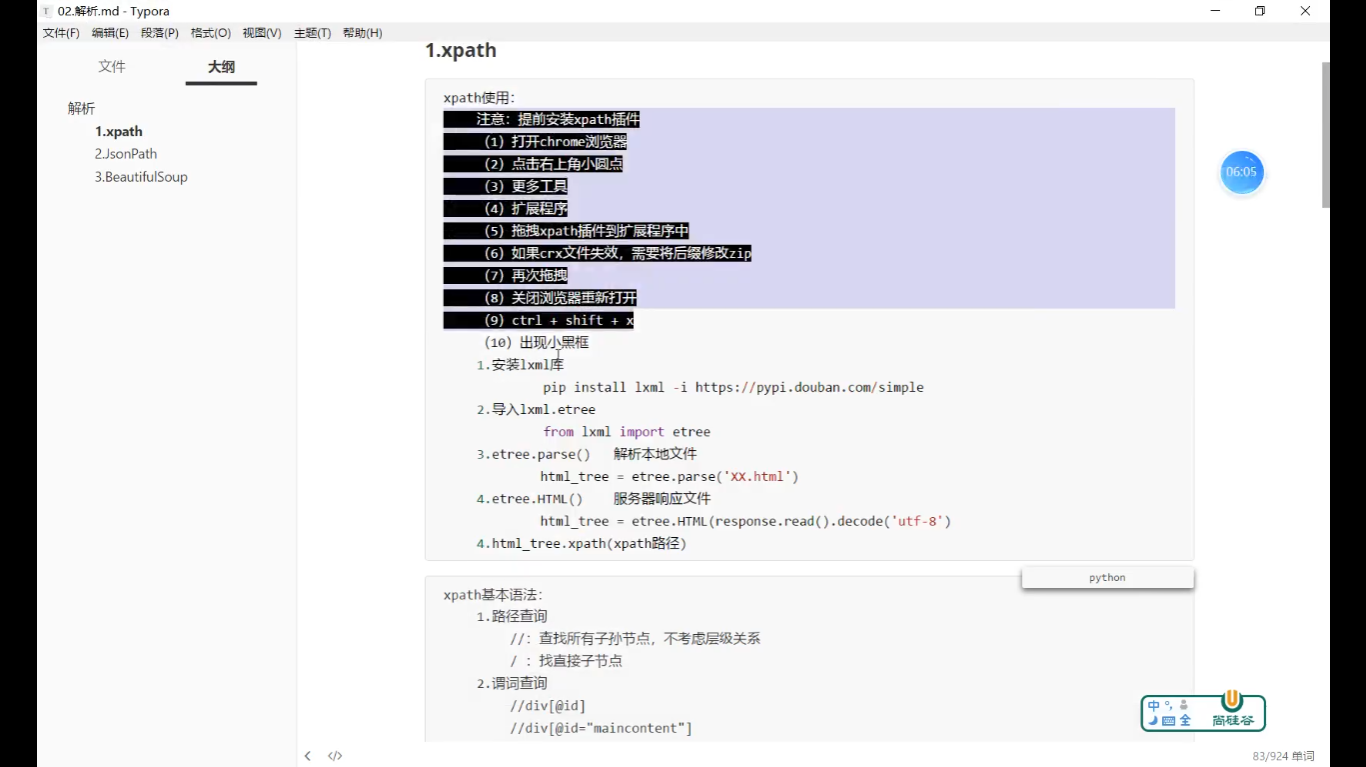 T 02.解析.md - Typora
文件(F) 编辑(E) 段落(P) 格式(O) 视图(V) 主题(T) 帮助(H)
文件 大纲
解析
1.xpath
2.JsonPath
3.BeautifulSoup
1.xpath
xpath使用：
注意：提前安装xpath插件
（1）打开chrome浏览器
（2）点击右上角小圆点
（3）更多工具
（4）扩展程序
（5）拖拽xpath插件到扩展程序中
（6）如果crx文件失效，需要将后缀修改zip
（7）再次拖拽
（8）关闭浏览器重新打开
（9）ctrl + shift + x
（10）出现小黑框
1.安装lxml库
pip install lxml ‐i https://pypi.douban.com/simple
2.导入lxml.etree
from lxml import etree
3.etree.parse() 解析本地文件
html_tree = etree.parse('XX.html')
4.etree.HTML() 服务器响应文件
html_tree = etree.HTML(response.read().decode('utf-8')
4.html_tree.xpath(xpath路径)
python
xpath基本语法：
1.路径查询
//：查找所有子孙节点，不考虑层级关系
/ ：找直接子节点
2.谓词查询
//div[@id]
//div[@id="maincontent"]
06:05
中 °,
全
尚硅谷
</> 
83/924 单词